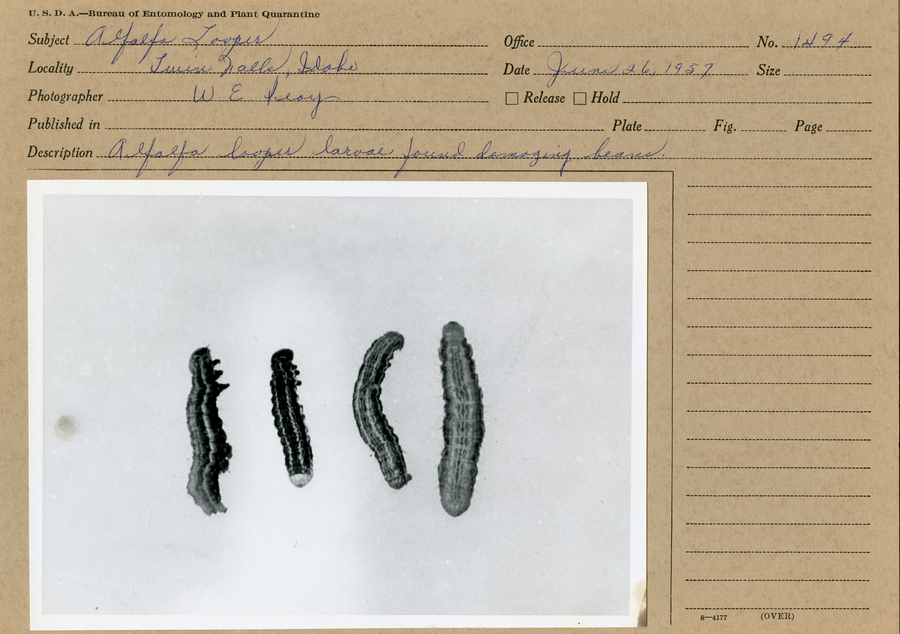 U. S. D. A.—Bureau of Entomology and Plant Quarantine
Subject Alfalfa Looper Office No. 1494
Locality Twin Falls, Idaho Date June 26, 1957 Size
Photographer W E Peay Release Hold
Published in Plate Fig. Page
Description Alfalfa looper larvae found damaging beans.
8—4177 (OVER)